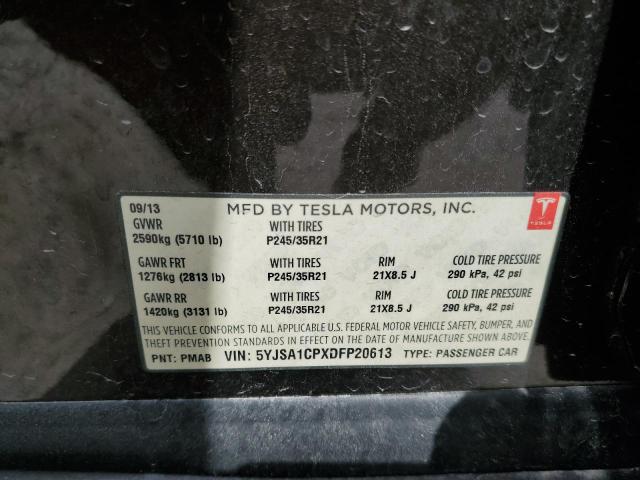 09/13 MFD BY TESLA MOTORS, INC.
TESLA
GVWR WITH TIRES
2590kg (5710 lb) P245/35R21
GAWR FRT WITH TIRES RIM COLD TIRE PRESSURE
1276kg (2813 lb) P245/35R21 21X8.5 J 290 kPa, 42 psi
GAWR RR WITH TIRES RIM COLD TIRE PRESSURE
1420kg (3131 lb) P245/35R21 21X8.5 J 290 kPa, 42 psi
THIS VEHICLE CONFORMS TO ALL APPLICABLE U.S. FEDERAL MOTOR VEHICLE SAFETY, BUMPER, AND
THEFT PREVENTION STANDARDS IN EFFECT ON THE DATE OF MANUFACTURE SHOWN ABOVE.
PNT: PMAB VIN: 5YJSA1CPXDFP20613 TYPE: PASSENGER CAR